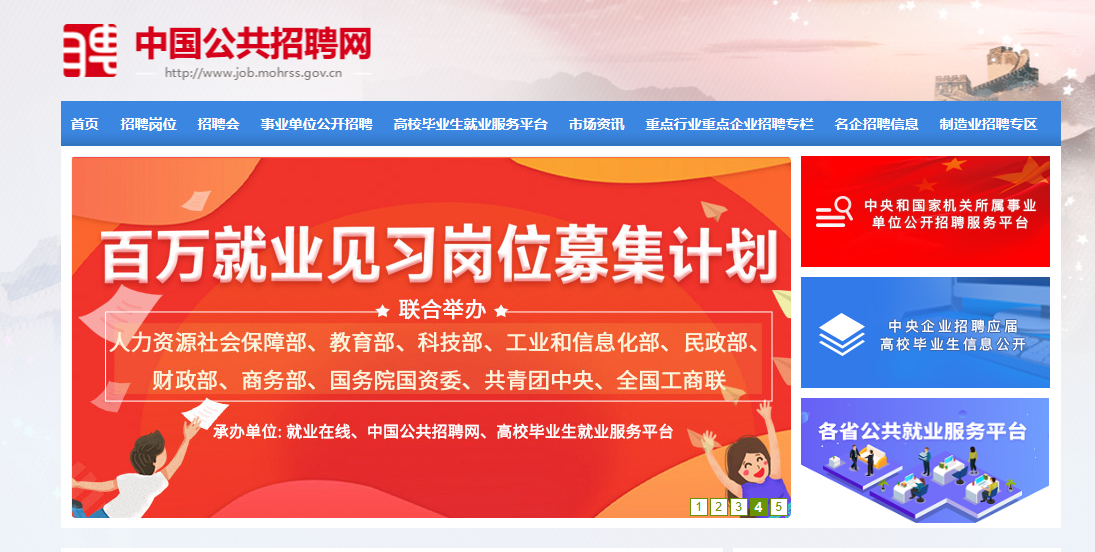 聘
中国公共招聘网
http://www.job.mohrss.gov.cn
首页 招聘岗位 招聘会 事业单位公开招聘 高校毕业生就业服务平台 市场资讯 重点行业重点企业招聘专栏 名企招聘信息 制造业招聘专区
百万就业见习岗位募集计划
联合举办
人力资源社会保障部、教育部、科技部、工业和信息化部、民政部、
财政部、商务部、国务院国资委、共青团中央、全国工商联
承办单位: 就业在线、中国公共招聘网、高校毕业生就业服务平台
1 2 3 4 5
中央和国家机关所属事业
单位公开招聘服务平台
中央企业招聘应届
高校毕业生信息公开
各省公共就业服务平台